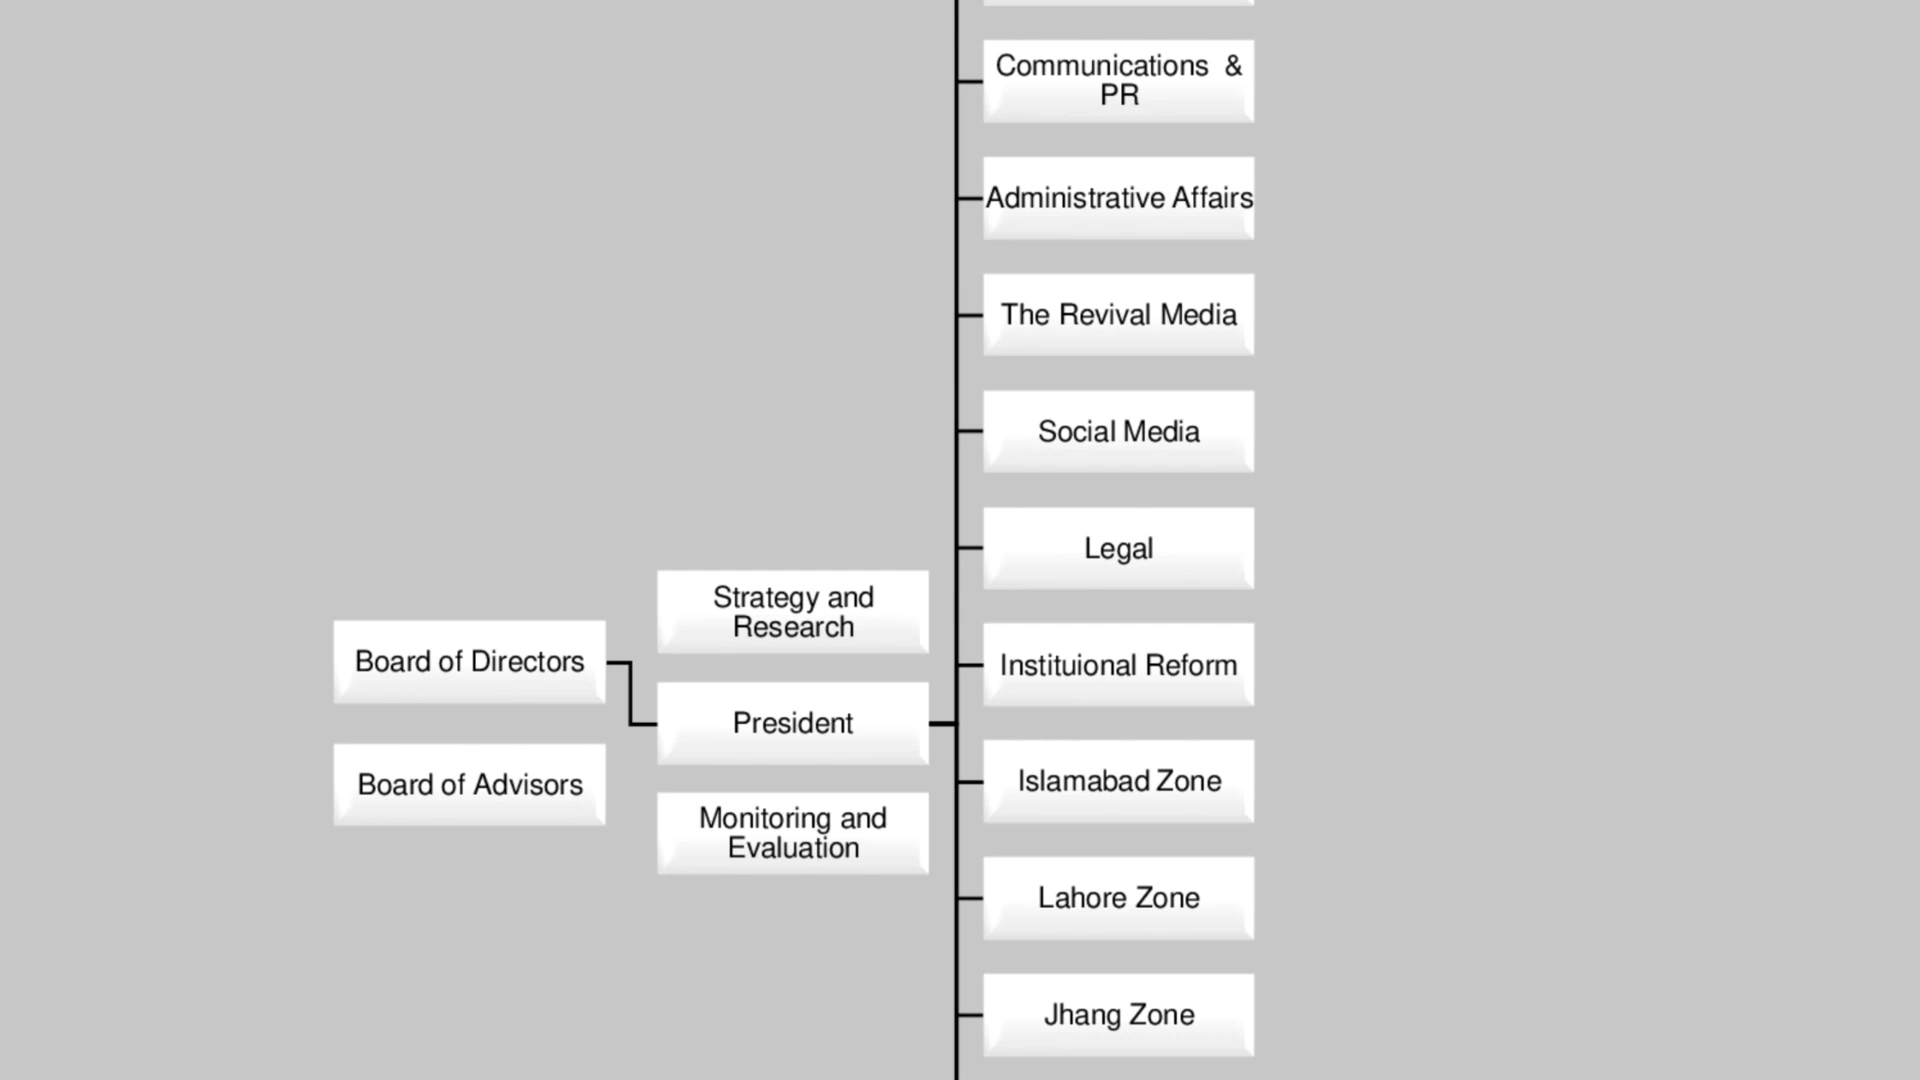 Communications &
PR
Administrative Affairs
The Revival Media
Social Media
Legal
Strategy and
Research
Board of Directors
Instituional Reform
President
Board of Advisors
Islamabad Zone
Monitoring and
Evaluation
Lahore Zone
Jhang Zone